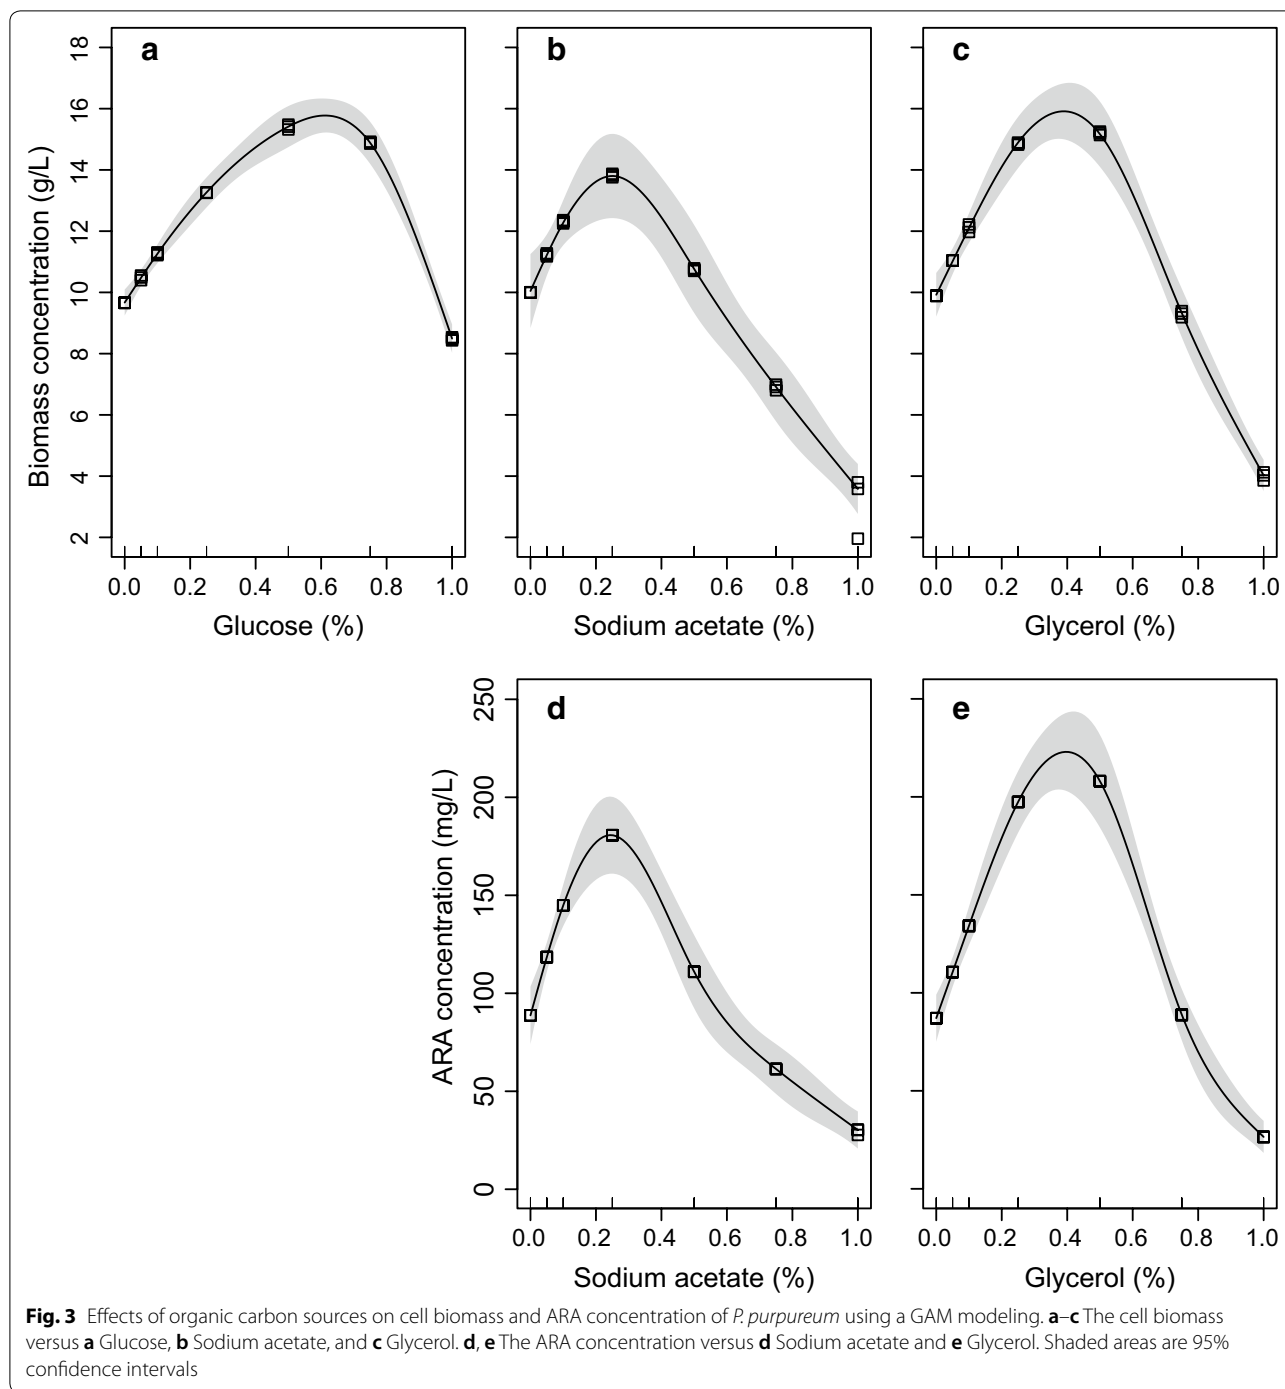 a
b
c
Biomass concentration (g/L)
18
16
14
12
10
8
6
4
2
0.0 0.2 0.4 0.6 0.8 1.0
0.0 0.2 0.4 0.6 0.8 1.0
0.0 0.2 0.4 0.6 0.8 1.0
Glucose (%)
Sodium acetate (%)
Glycerol (%)
d
e
ARA concentration (mg/L)
250
200
150
100
50
0
0.0 0.2 0.4 0.6 0.8 1.0
0.0 0.2 0.4 0.6 0.8 1.0
Sodium acetate (%)
Glycerol (%)
Fig. 3 Effects of organic carbon sources on cell biomass and ARA concentration of P. purpureum using a GAM modeling. a–c The cell biomass
versus a Glucose, b Sodium acetate, and c Glycerol. d, e The ARA concentration versus d Sodium acetate and e Glycerol. Shaded areas are 95%
confidence intervals